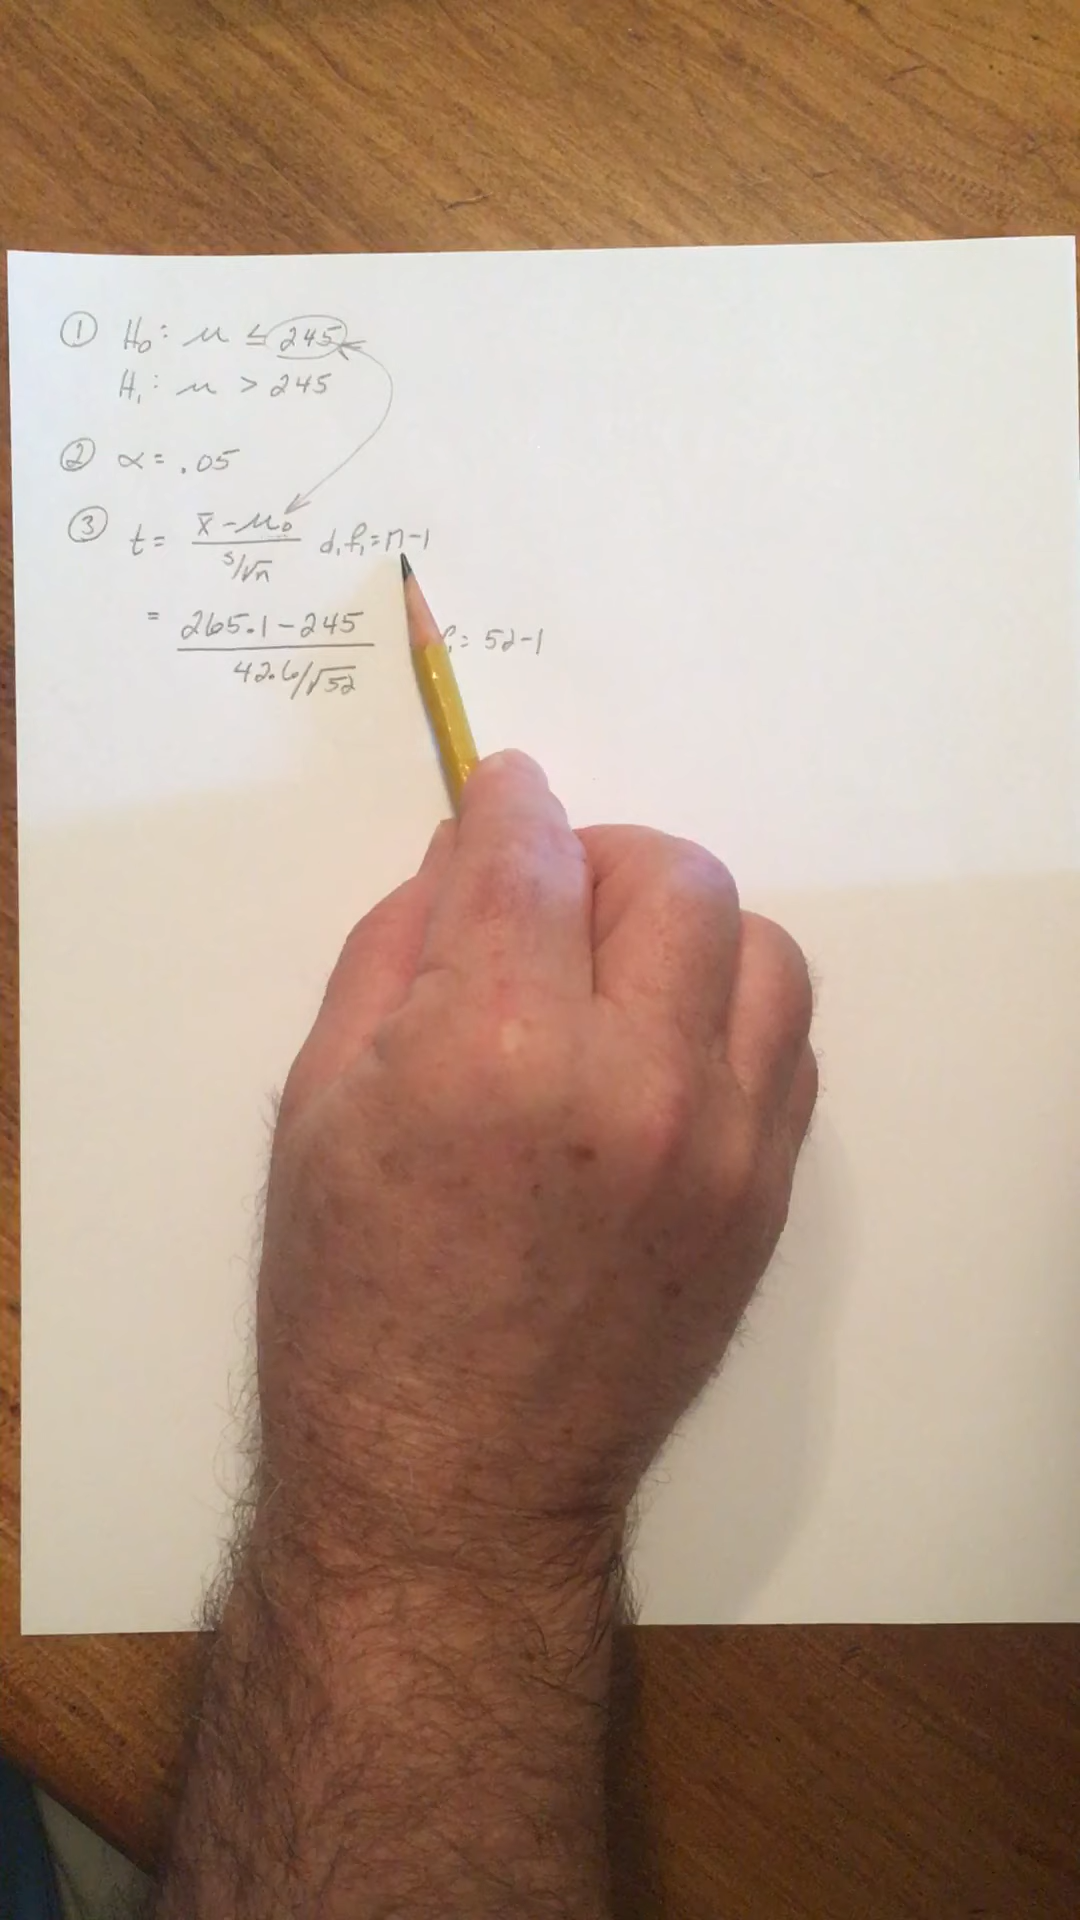 ① H₀: μ ≤ 245
H₁: μ > 245
② α = .05
③ t = (x̄ - μ₀) / (s/√n) d.f. = n-1
= (265.1 - 245) / (42.6/√52) = 52-1